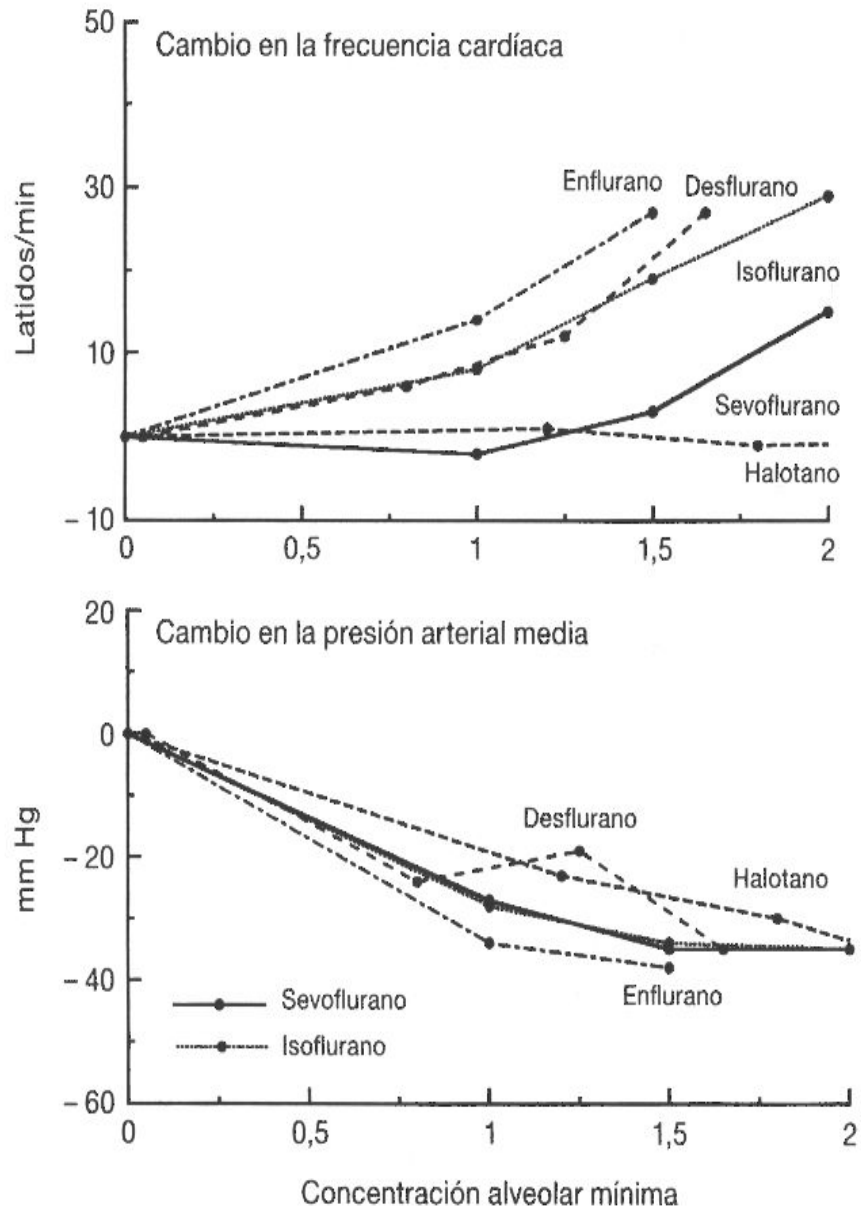 50
Cambio en la frecuencia cardíaca
Enflurano
Desflurano
30
Isoflurano
Latidos/min
10
Sevoflurano
Halotano
– 10
0
0,5
1
1,5
2
20
Cambio en la presión arterial media
0
Desflurano
– 20
Halotano
mm Hg
– 40
Enflurano
Sevoflurano
Isoflurano
– 60
0
0,5
1
1,5
2
Concentración alveolar mínima